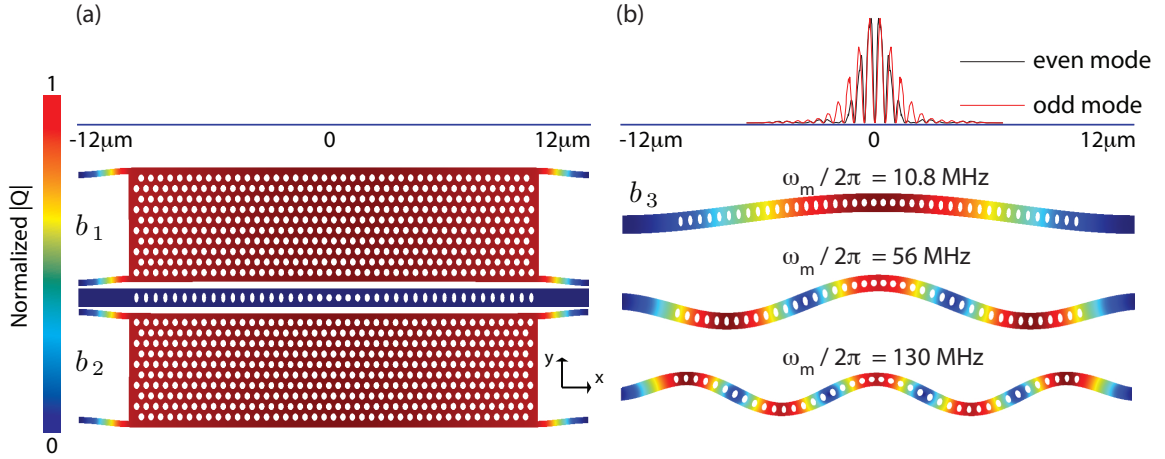 (a)
(b)
even mode
odd mode
1
Normalized |Q|
0
-12μm 0 12μm
-12μm 0 12μm
b1
b2
y
x
b3
ωm / 2π = 10.8 MHz
ωm / 2π = 56 MHz
ωm / 2π = 130 MHz